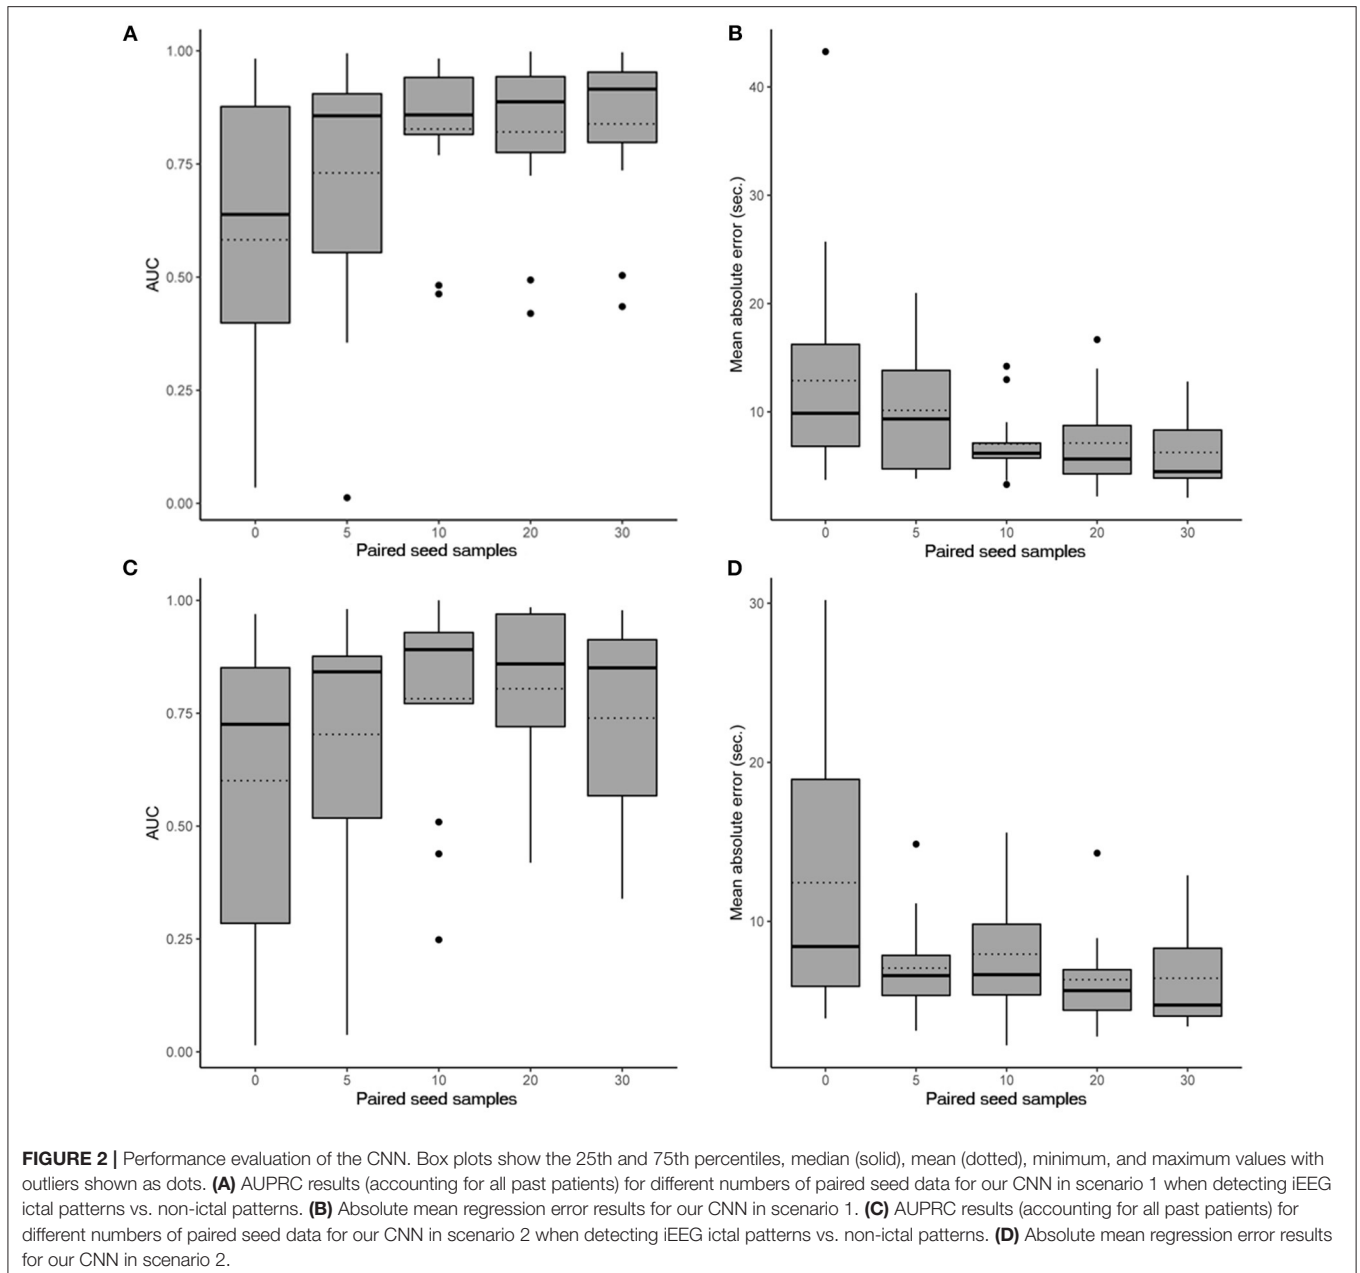 A
1.00
0.75
0.50
0.25
0.00
AUC
0 5 10 20 30
Paired seed samples
B
40
30
20
10
Mean absolute error (sec.)
0 5 10 20 30
Paired seed samples
C
1.00
0.75
0.50
0.25
0.00
AUC
0 5 10 20 30
Paired seed samples
D
30
20
10
Mean absolute error (sec.)
0 5 10 20 30
Paired seed samples
FIGURE 2 | Performance evaluation of the CNN. Box plots show the 25th and 75th percentiles, median (solid), mean (dotted), minimum, and maximum values with
outliers shown as dots. (A) AUPRC results (accounting for all past patients) for different numbers of paired seed data for our CNN in scenario 1 when detecting iEEG
ictal patterns vs. non-ictal patterns. (B) Absolute mean regression error results for our CNN in scenario 1. (C) AUPRC results (accounting for all past patients) for
different numbers of paired seed data for our CNN in scenario 2 when detecting iEEG ictal patterns vs. non-ictal patterns. (D) Absolute mean regression error results
for our CNN in scenario 2.